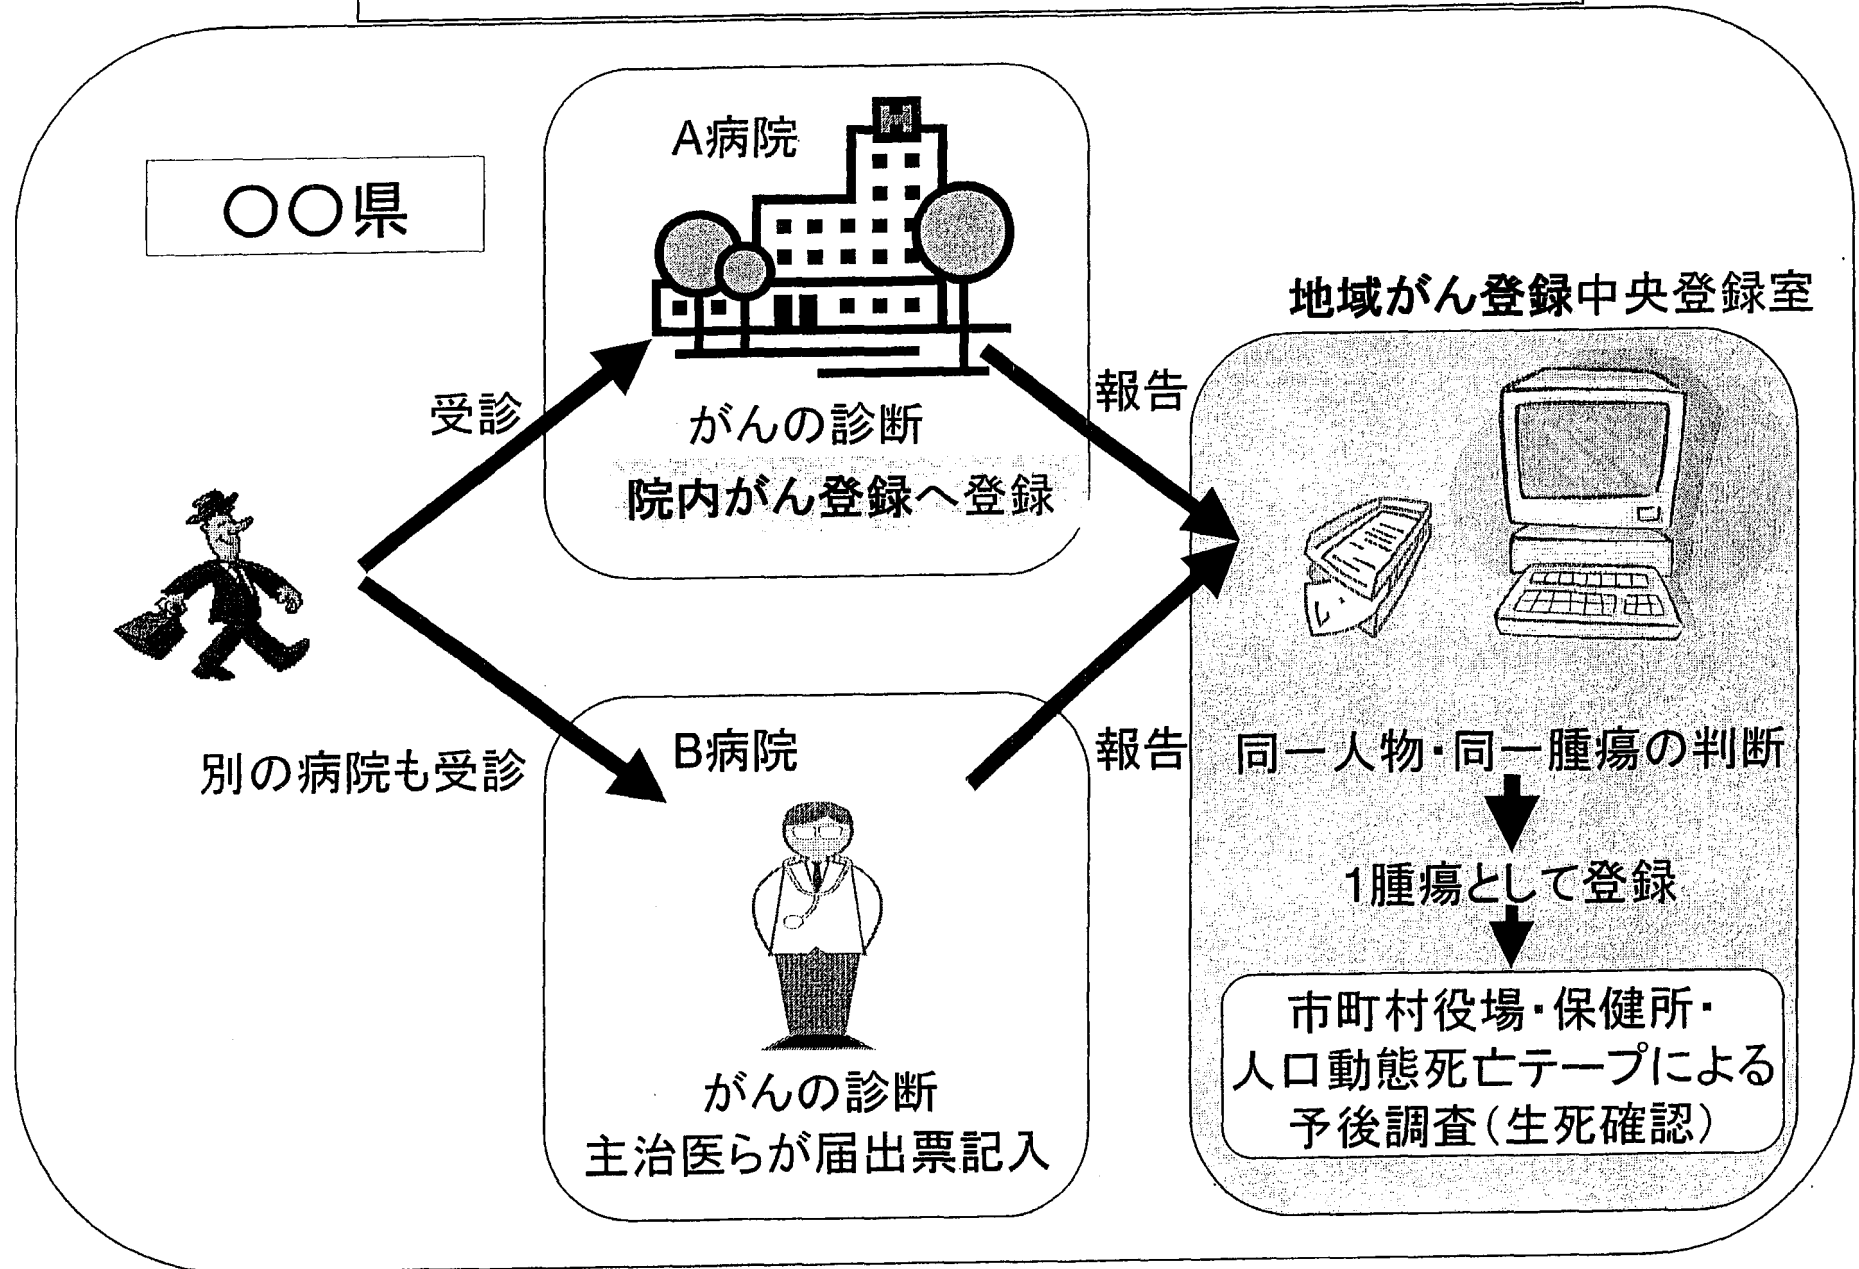 〇〇県
A病院
H
受診
がんの診断
院内がん登録へ登録
別の病院も受診
B病院
がんの診断
主治医らが届出票記入
報告
報告
地域がん登録中央登録室
同一人物・同一腫瘍の判断
1腫瘍として登録
市町村役場・保健所・
人口動態死亡テープによる
予後調査(生死確認)